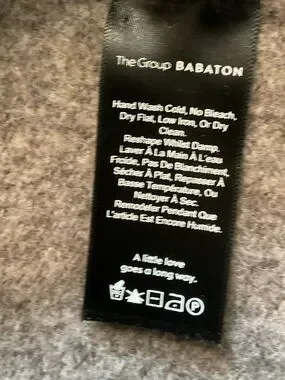 The Group BABATON
Hand Wash Cold, No Bleach,
Dry Flat, Low Iron, Or Dry
Clean.
Reshape Whilst Damp.
Laver À La Main À L'eau
Froide, Pas De Blanchiment,
Sécher À Plat, Repasser À
Basse Température, Ou
Nettoyer À Sec.
Remodeler Pendant Que
L'article Est Encore Humide.
A little love
goes a long way.